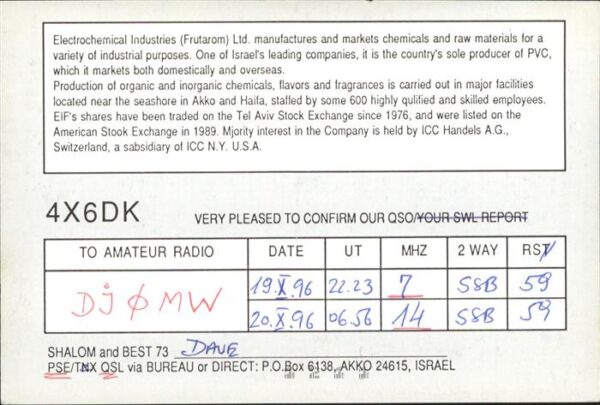 Electrochemical Industries (Frutarom) Ltd. manufactures and markets chemicals and raw materials for a
variety of industrial purposes. One of Israel's leading companies, it is the country's sole producer of PVC,
which it markets both domestically and overseas.
Production of organic and inorganic chemicals, flavors and fragrances is carried out in major facilities
located near the seashore in Akko and Haifa, staffed by some 600 highly qulified and skilled employees.
EIF's shares have been traded on the Tel Aviv Stock Exchange since 1976, and were listed on the
American Stook Exchange in 1989. Mjority interest in the Company is held by ICC Handels A.G.,
Switzerland, a sabsidiary of ICC N.Y. U.S.A.
4X6DK VERY PLEASED TO CONFIRM OUR QSO/YOUR SWL REPORT
TO AMATEUR RADIO DATE UT MHZ 2 WAY RST
DJØMW
19.X.96 22.23 7 SSB 59
20.X.96 06.56 14 SSB 59
SHALOM and BEST 73 DAVE
PSE/TNX QSL via BUREAU or DIRECT: P.O.Box 6138, AKKO 24615, ISRAEL